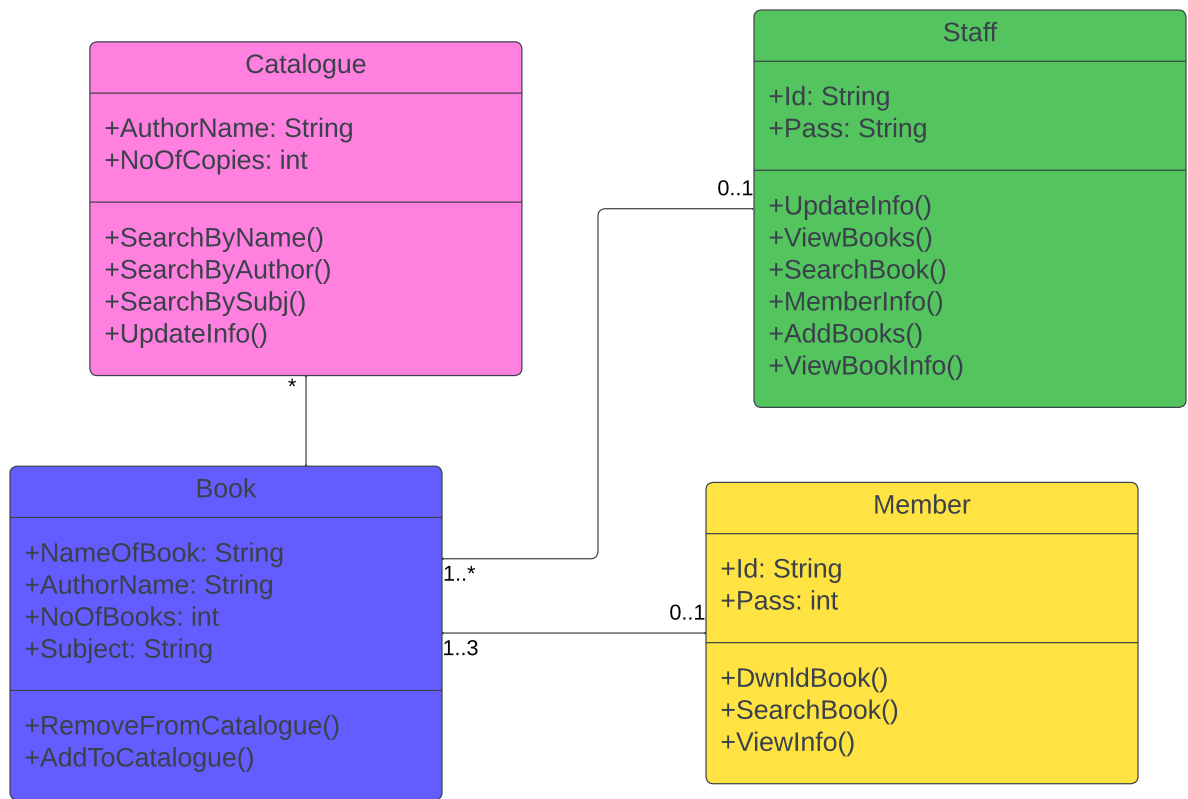 Catalogue
+AuthorName: String
+NoOfCopies: int
+SearchByName()
+SearchByAuthor()
+SearchBySubj()
+UpdateInfo()
*
Staff
+Id: String
+Pass: String
+UpdateInfo()
+ViewBooks()
+SearchBook()
+MemberInfo()
+AddBooks()
+ViewBookInfo()
0..1
Book
+NameOfBook: String
+AuthorName: String
+NoOfBooks: int
+Subject: String
+RemoveFromCatalogue()
+AddToCatalogue()
1..*
1..3
0..1
Member
+Id: String
+Pass: int
+DwnldBook()
+SearchBook()
+ViewInfo()